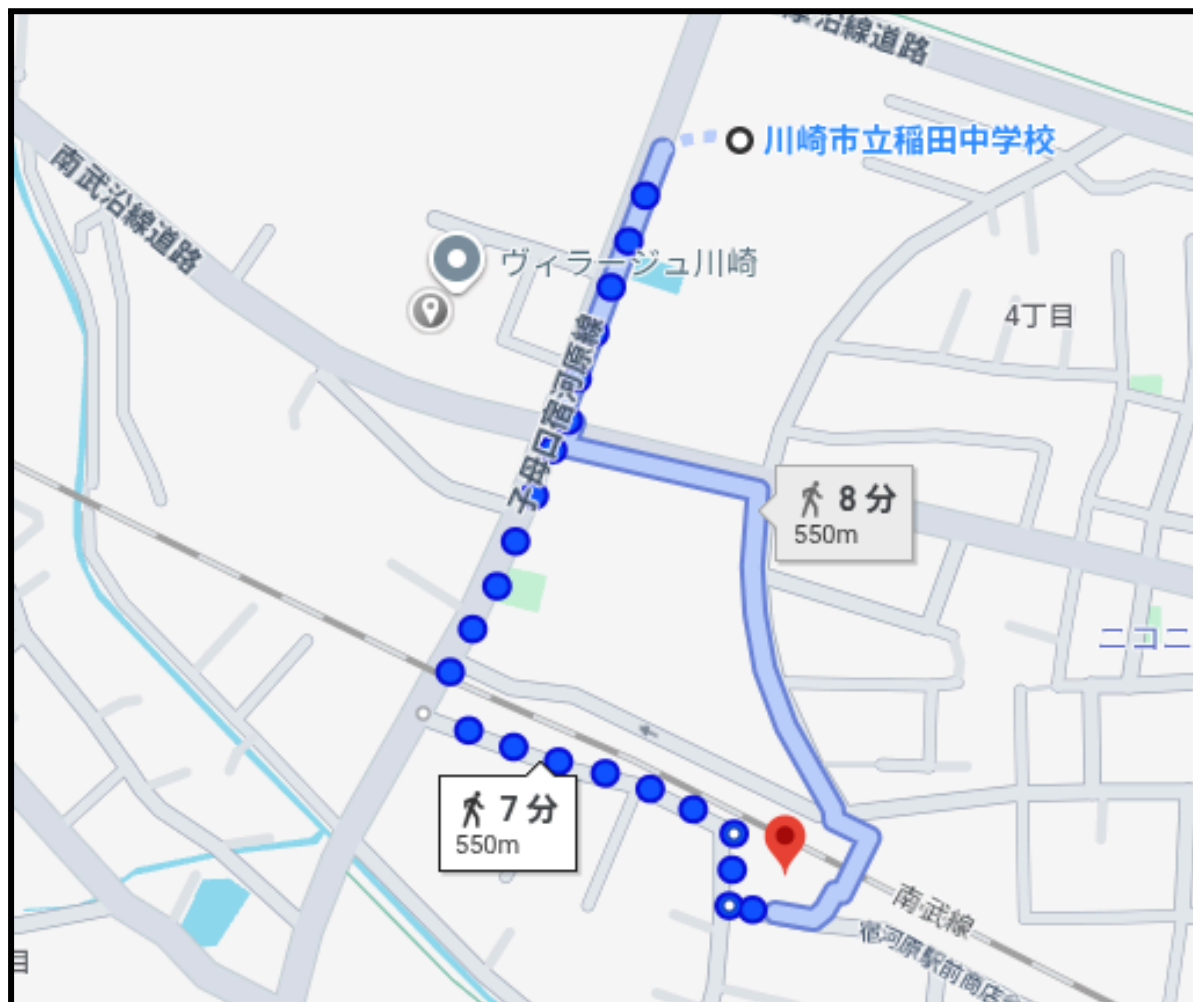 沿線道路
川崎市立稲田中学校
南武沿線道路
ヴィラージュ川崎
4丁目
子母口宿河原線
8 分
550m
ニコニ
7 分
550m
南武線
宿河原駅前商店
目